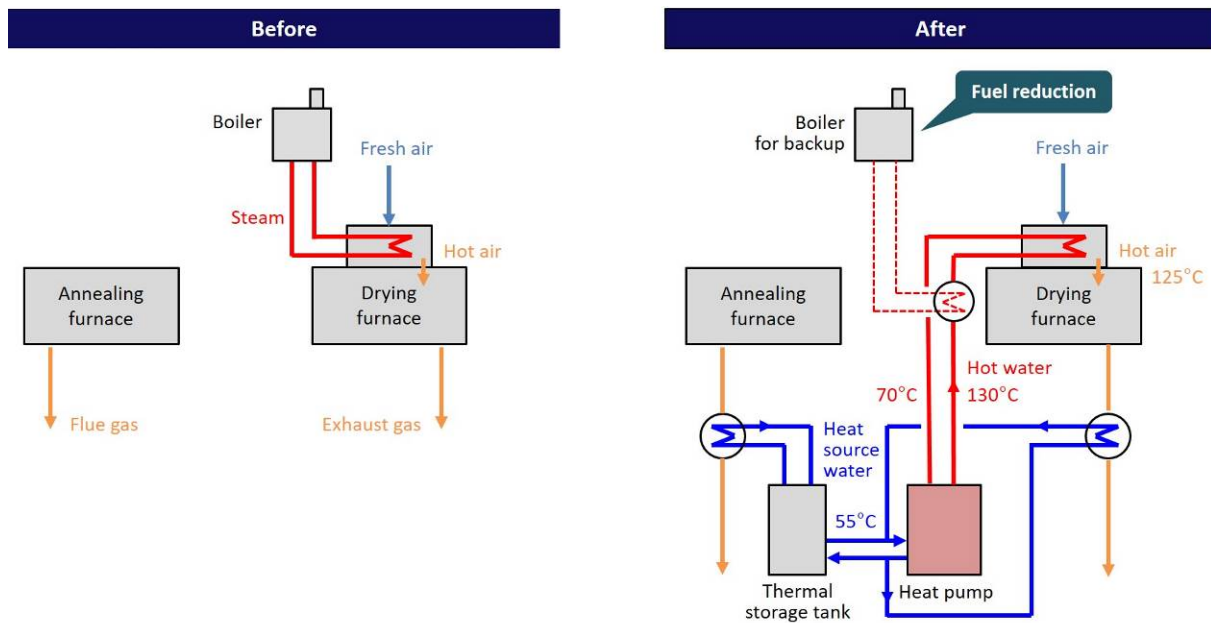 Before
Boiler
Fresh air
Steam
Hot air
Annealing
furnace
Drying
furnace
Flue gas
Exhaust gas
After
Fuel reduction
Boiler
for backup
Fresh air
Hot air
125°C
Annealing
furnace
Drying
furnace
Hot water
70°C
130°C
Heat
source
water
55°C
Thermal
storage tank
Heat pump